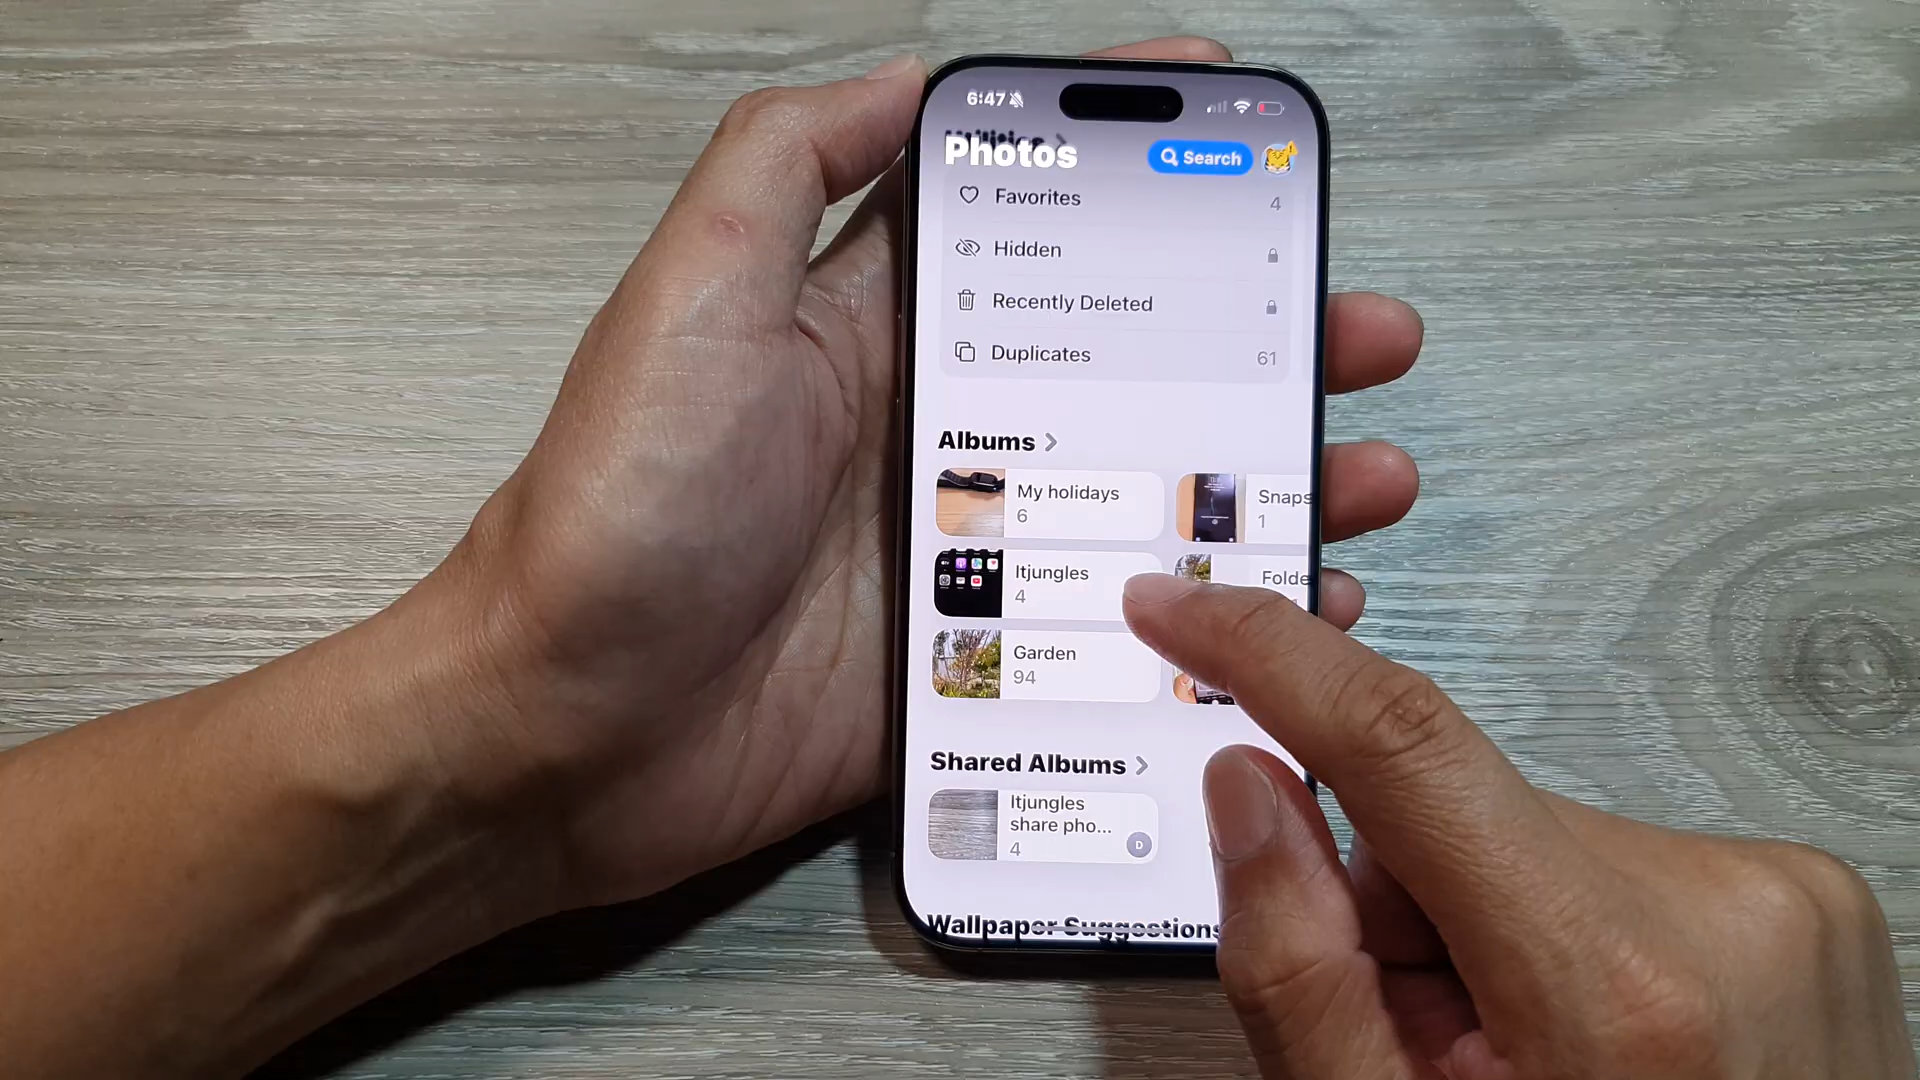 6:47
Utilities
Photos
Search
Favorites 4
Hidden
Recently Deleted
Duplicates 61
Albums
My holidays
6
Snaps
1
Itjungles
4
Folde
Garden
94
Shared Albums
Itjungles
share pho...
4
D
Wallpaper Suggestions